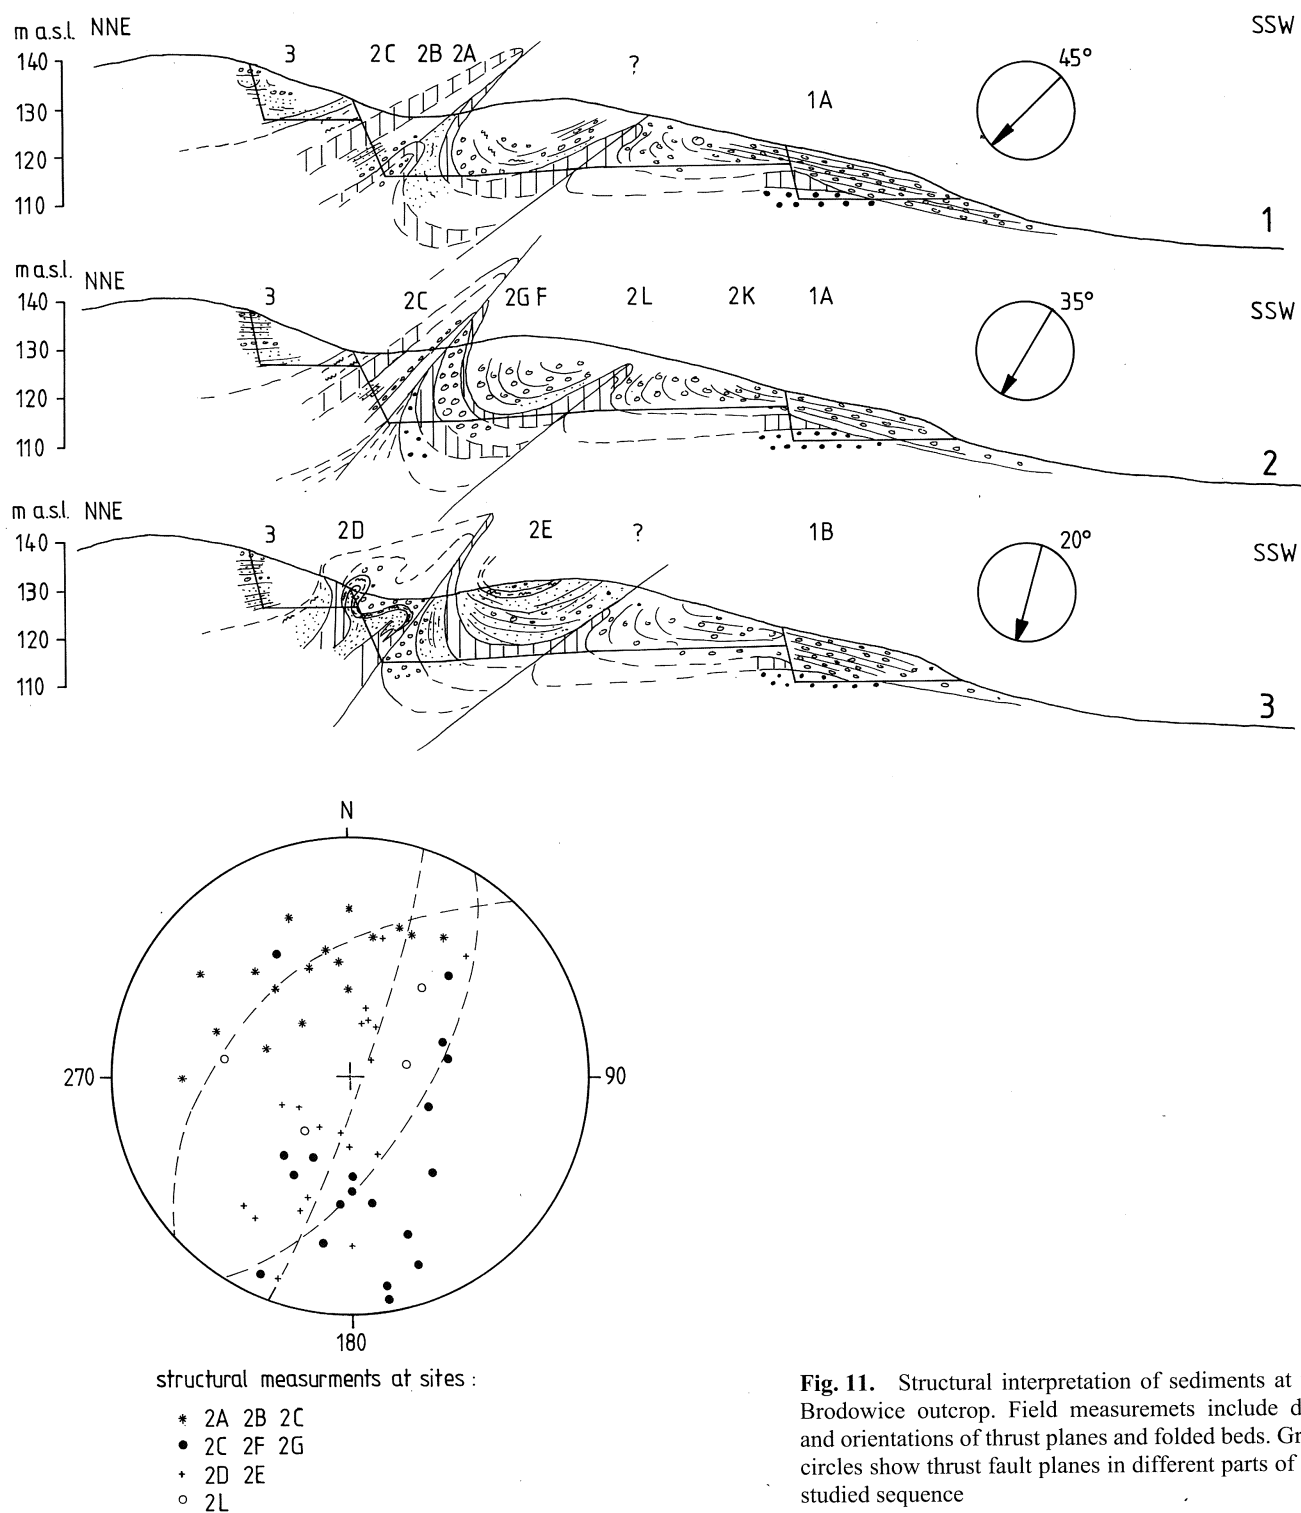 m a.s.l. NNE SSW
3 2C 2B 2A ? 1A 45°
140
130
120
110
1
m a.s.l. NNE SSW
3 2C 2G F 2L 2K 1A 35°
140
130
120
110
2
m a.s.l. NNE SSW
3 2D 2E ? 1B 20°
140
130
120
110
3
N
270 90
180
structural measurments at sites :
* 2A 2B 2C
● 2C 2F 2G
+ 2D 2E
○ 2L
Fig. 11. Structural interpretation of sediments at
Brodowice outcrop. Field measuremets include d
and orientations of thrust planes and folded beds. Gr
circles show thrust fault planes in different parts of
studied sequence